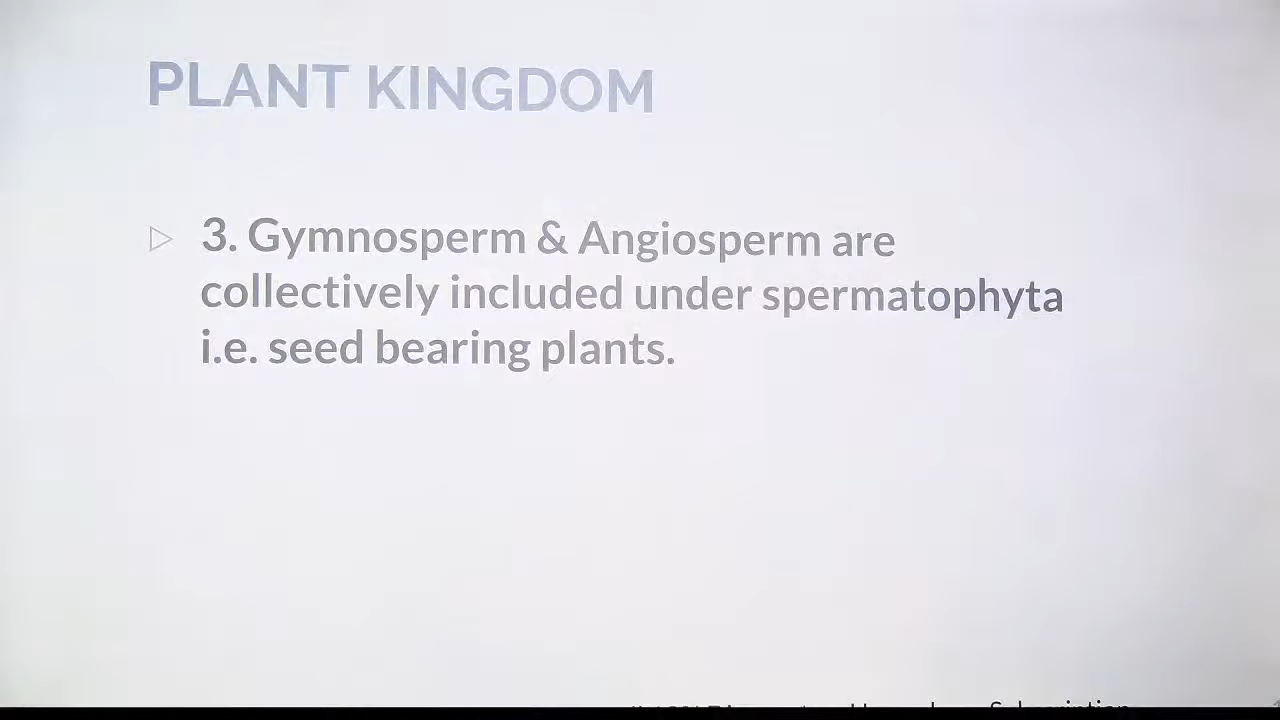 PLANT KINGDOM
3. Gymnosperm & Angiosperm are
collectively included under spermatophyta
i.e. seed bearing plants.